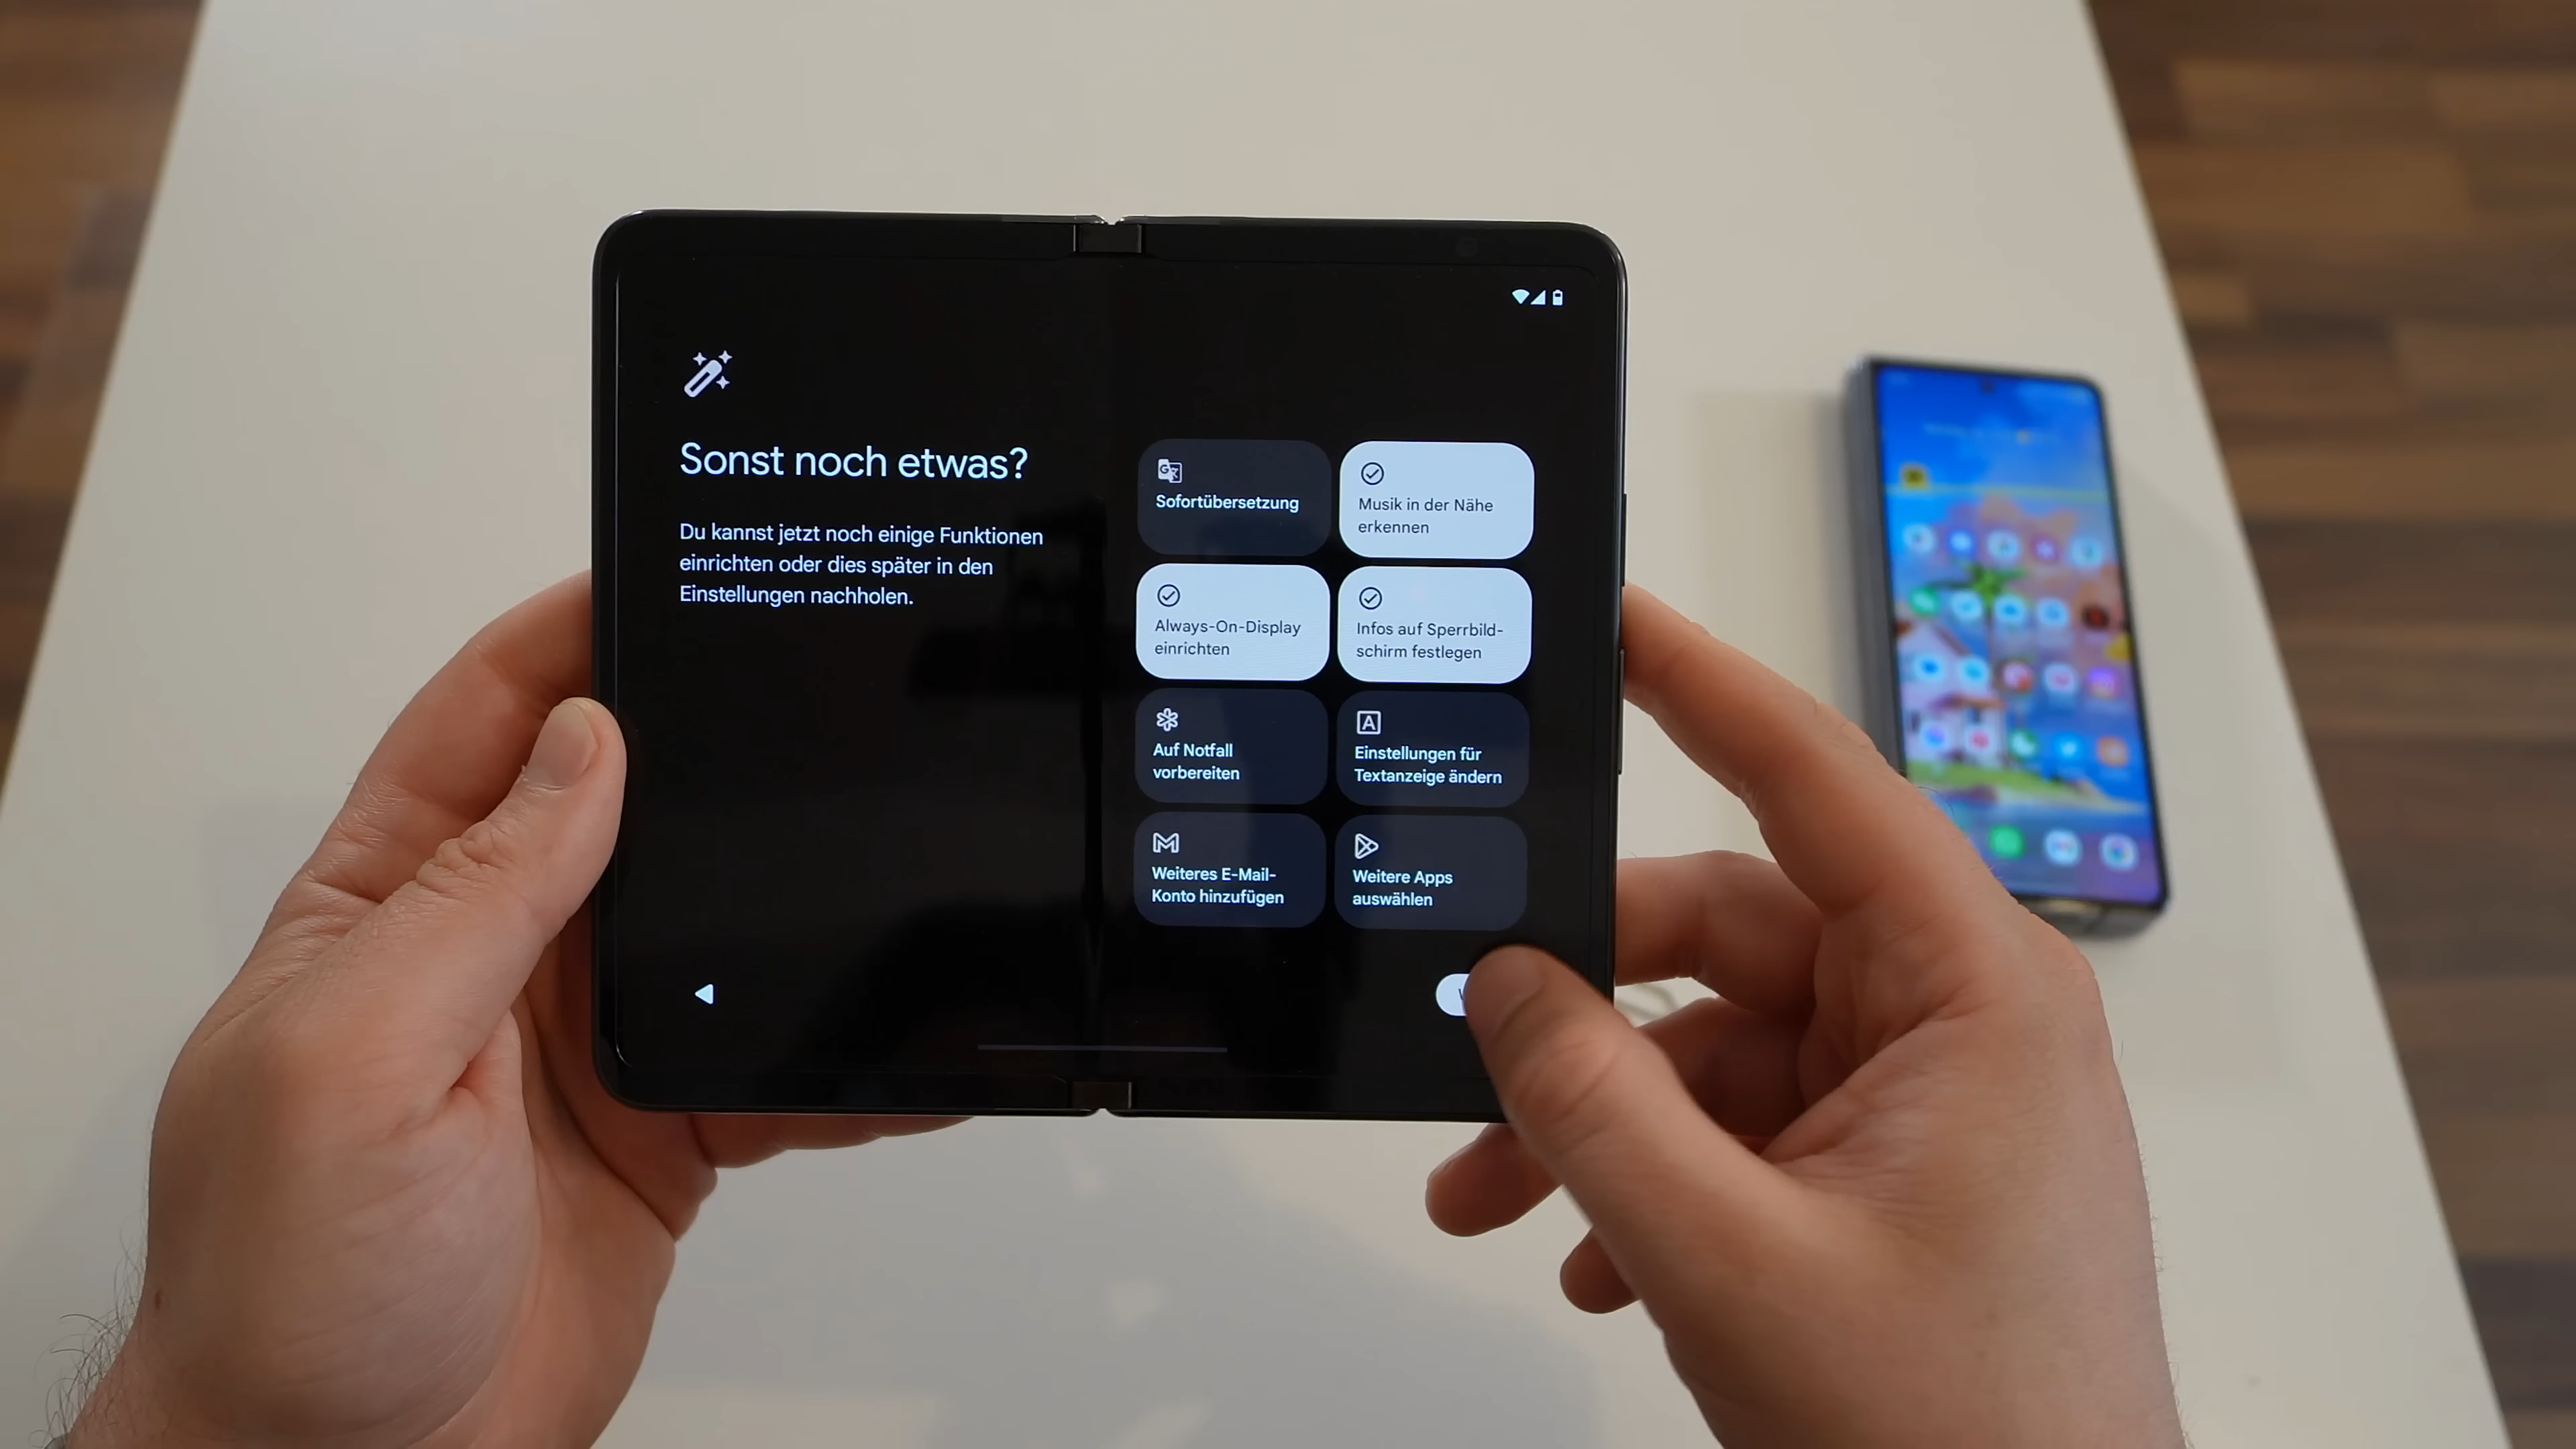 Sonst noch etwas?
Du kannst jetzt noch einige Funktionen
einrichten oder dies später in den
Einstellungen nachholen.
Sofortübersetzung
Musik in der Nähe
erkennen
Always-On-Display
einrichten
Infos auf Sperrbild-
schirm festlegen
Auf Notfall
vorbereiten
Einstellungen für
Textanzeige ändern
Weiteres E-Mail-
Konto hinzufügen
Weitere Apps
auswählen